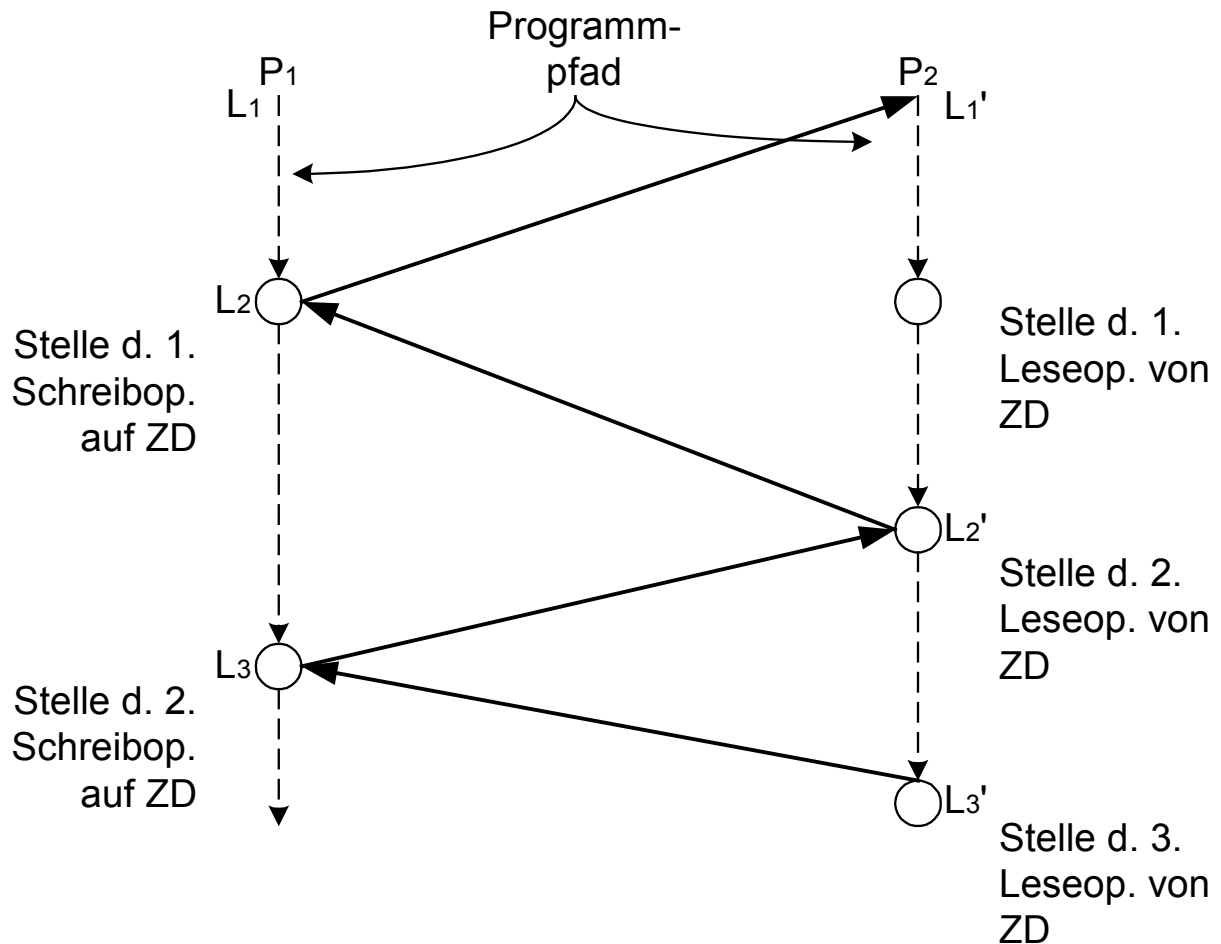 Programm-
pfad
P1
P2
L1
L1'
L2
Stelle d. 1.
Schreibop.
auf ZD
Stelle d. 1.
Leseop. von
ZD
L2'
Stelle d. 2.
Leseop. von
ZD
L3
Stelle d. 2.
Schreibop.
auf ZD
L3'
Stelle d. 3.
Leseop. von
ZD